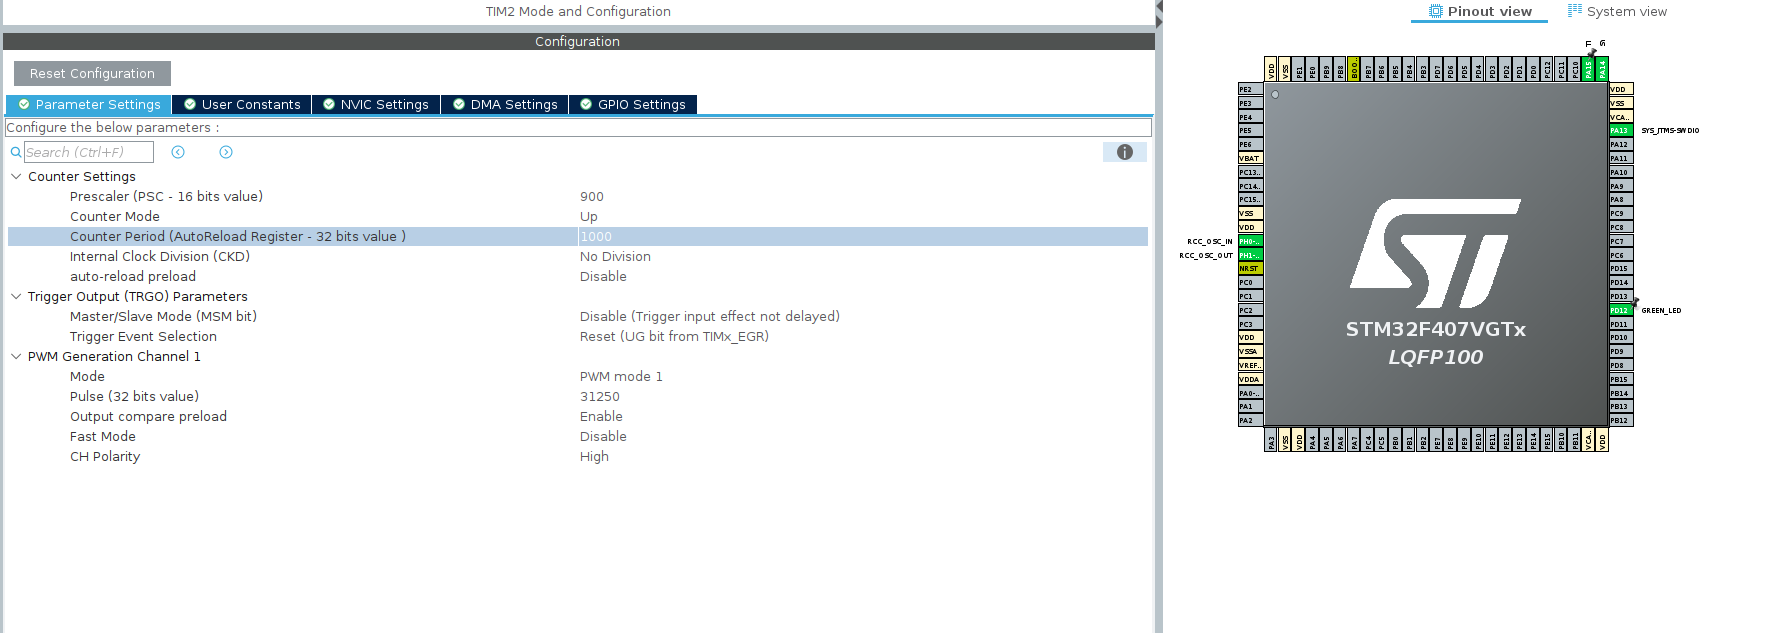 TIM2 Mode and Configuration
Configuration
Reset Configuration
Parameter Settings
User Constants
NVIC Settings
DMA Settings
GPIO Settings
Configure the below parameters :
Search (Ctrl+F)
Counter Settings
Prescaler (PSC - 16 bits value) 900
Counter Mode Up
Counter Period (AutoReload Register - 32 bits value ) 1000
Internal Clock Division (CKD) No Division
auto-reload preload Disable
Trigger Output (TRGO) Parameters
Master/Slave Mode (MSM bit) Disable (Trigger input effect not delayed)
Trigger Event Selection Reset (UG bit from TIMx_EGR)
PWM Generation Channel 1
Mode PWM mode 1
Pulse (32 bits value) 31250
Output compare preload Enable
Fast Mode Disable
CH Polarity High
Pinout view
System view
VDD
VSS
PE1
PE0
PB9
PB8
BOO..
PB7
PB6
PB5
PB4
PB3
PD7
PD6
PD5
PD4
PD3
PD2
PD1
PD0
PC12
PC11
PC10
PA15
PA14
PE2
PE3
PE4
PE5
PE6
VBAT
PC13..
PC14..
PC15..
VSS
VDD
RCC_OSC_IN PH0-..
RCC_OSC_OUT PH1-..
NRST
PC0
PC1
PC2
PC3
VDD
VSSA
VREF..
VDDA
PA0-..
PA1
PA2
ST
STM32F407VGTx
LQFP100
VDD
VSS
VCA..
PA13 SYS_JTMS-SWDIO
PA12
PA11
PA10
PA9
PA8
PC9
PC8
PC7
PC6
PD15
PD14
PD13
PD12 GREEN_LED
PD11
PD10
PD9
PD8
PB15
PB14
PB13
PB12
PA3
VSS
VDD
PA4
PA5
PA6
PA7
PC4
PC5
PB0
PB1
PB2
PE7
PE8
PE9
PE10
PE11
PE12
PE13
PE14
PE15
PB10
PB11
VCA..
VDD